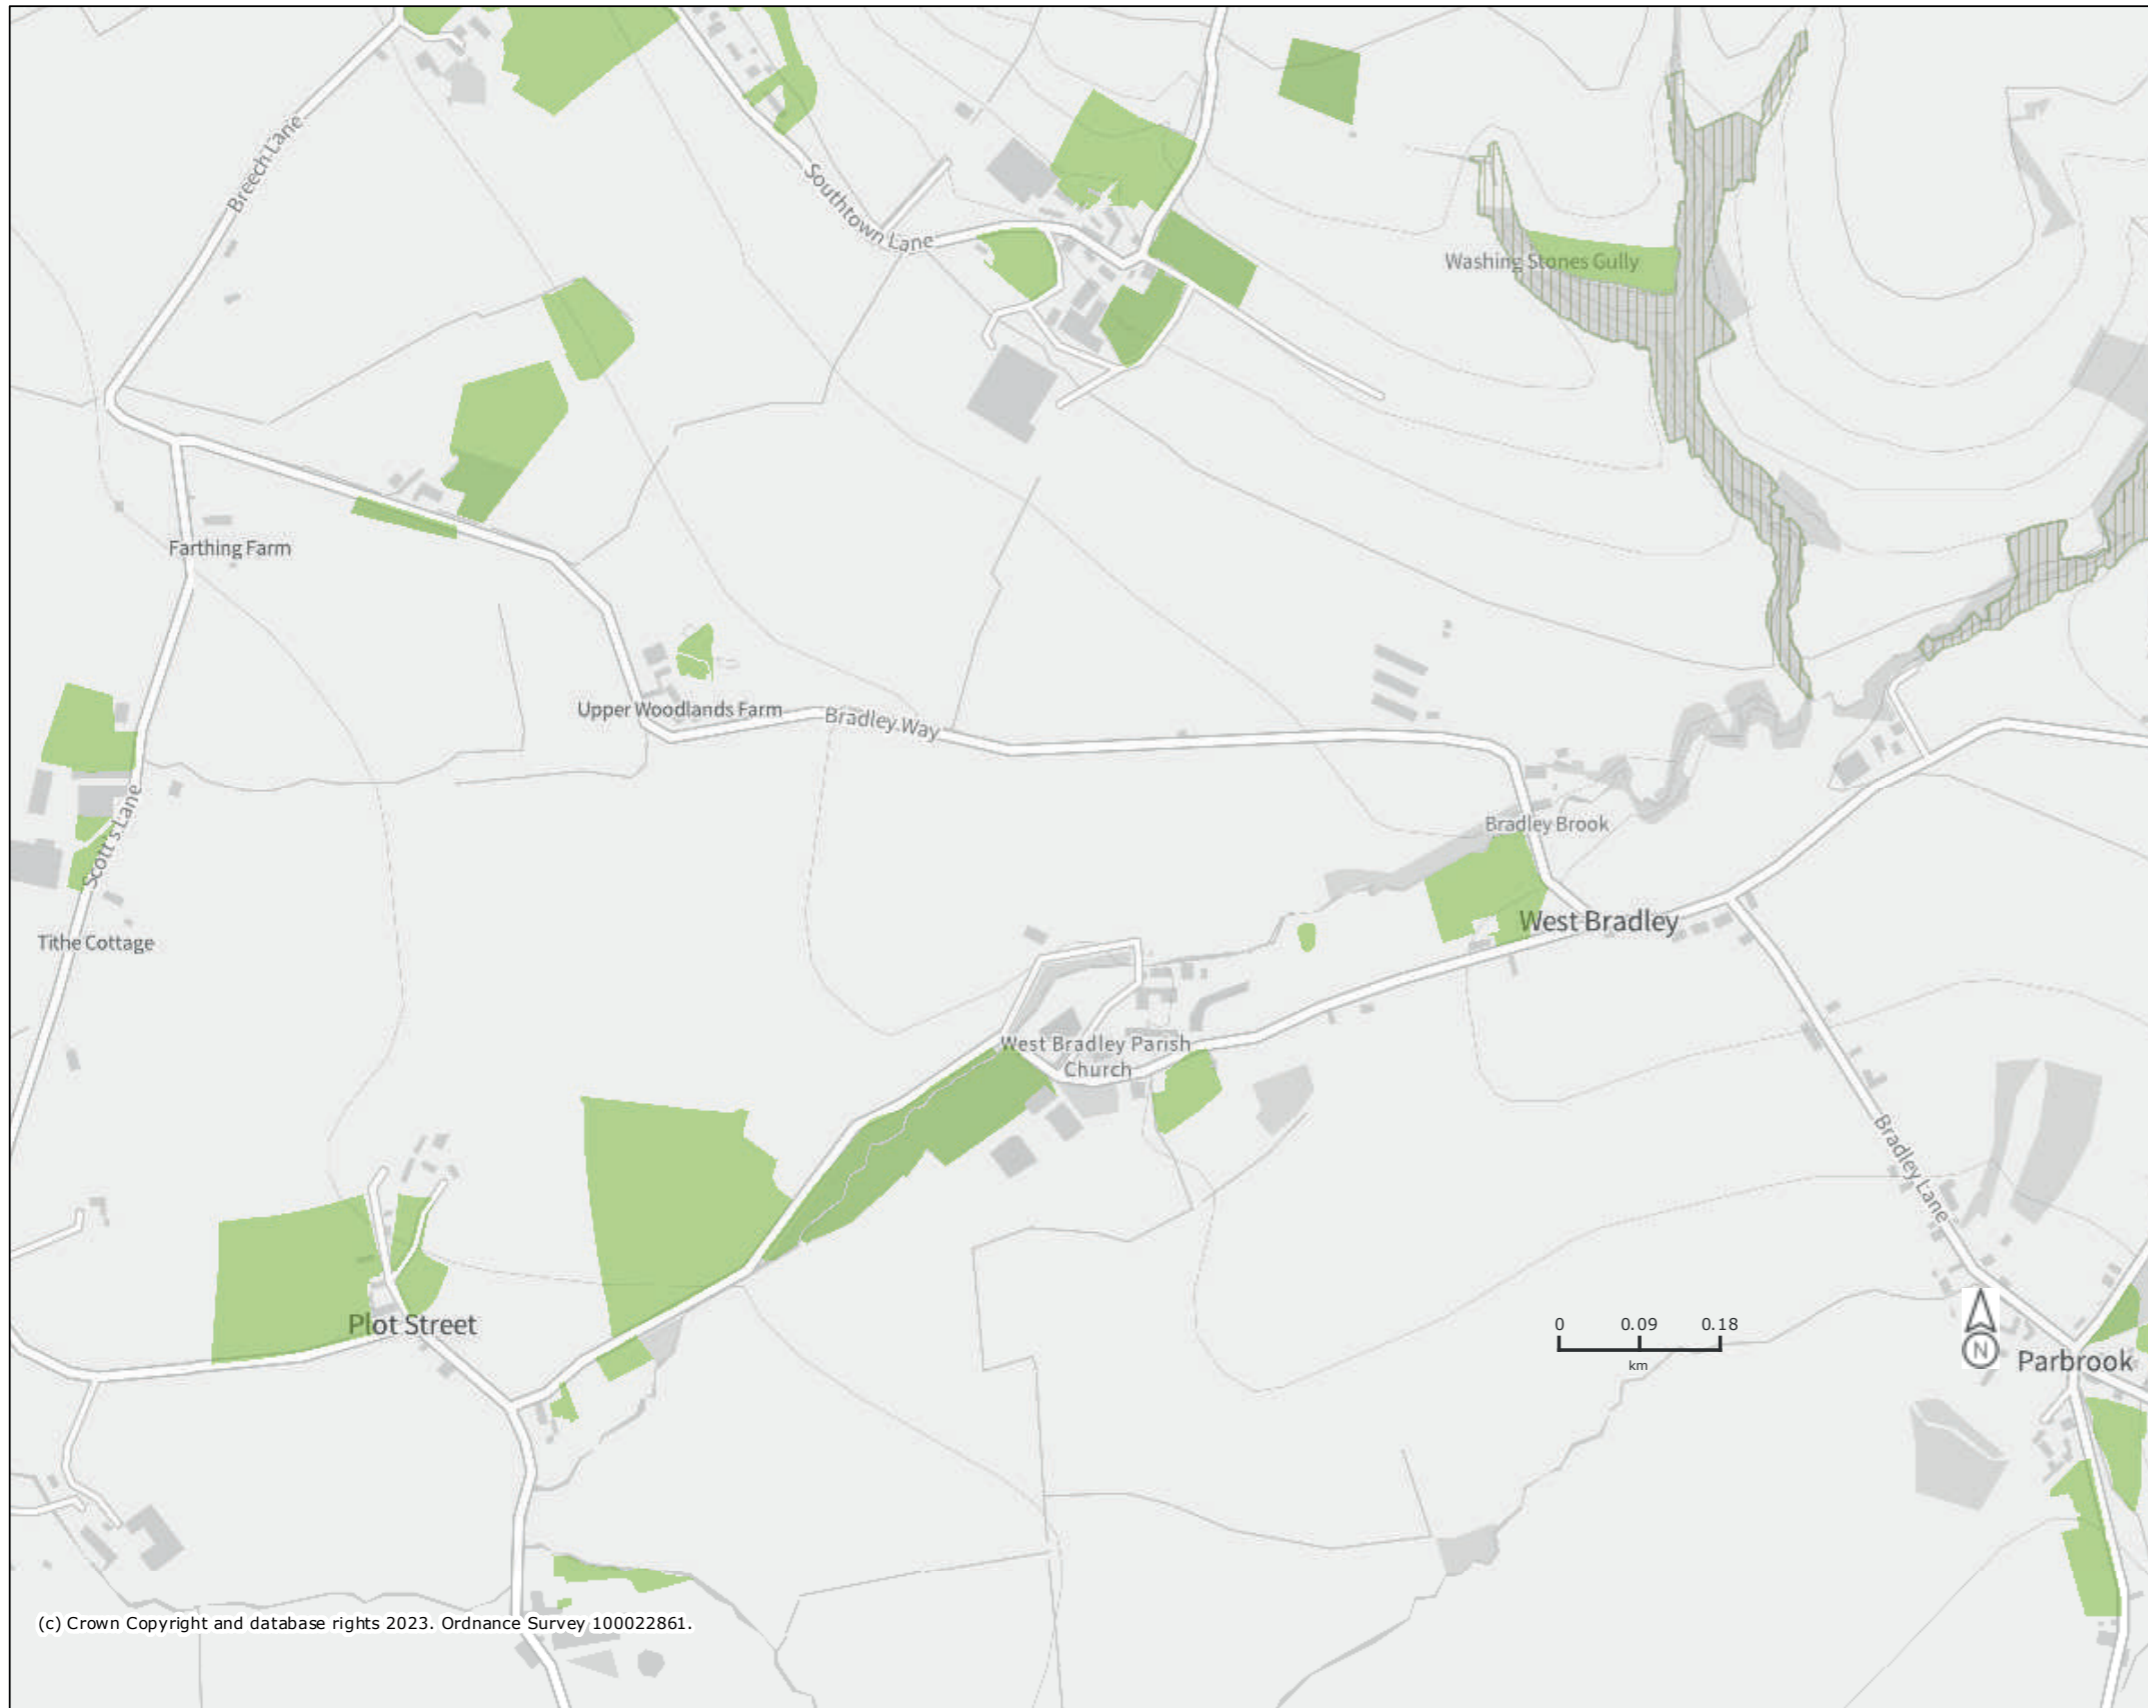 Breech Lane
Southtown Lane
Washing Stones Gully
Farthing Farm
Upper Woodlands Farm
Bradley Way
Scott's Lane
Bradley Brook
West Bradley
Tithe Cottage
West Bradley Parish
Church
Bradley Lane
Plot Street
0 0.09 0.18
km
N
Parbrook
(c) Crown Copyright and database rights 2023. Ordnance Survey 100022861.